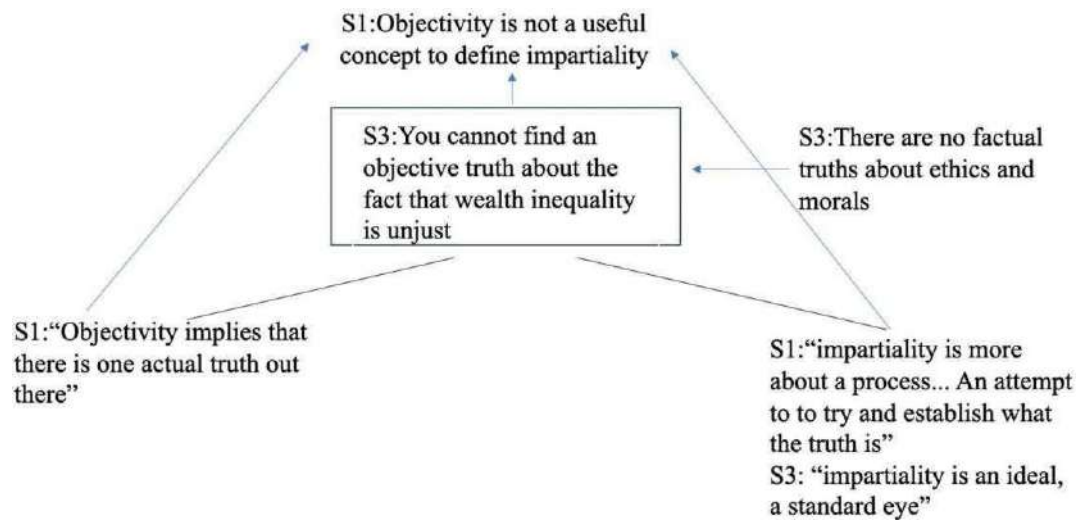 S1:Objectivity is not a useful
concept to define impartiality
S3:You cannot find an
objective truth about the
fact that wealth inequality
is unjust
S3:There are no factual
truths about ethics and
morals
S1:“Objectivity implies that
there is one actual truth out
there”
S1:“impartiality is more
about a process... An attempt
to to try and establish what
the truth is”
S3: “impartiality is an ideal,
a standard eye”